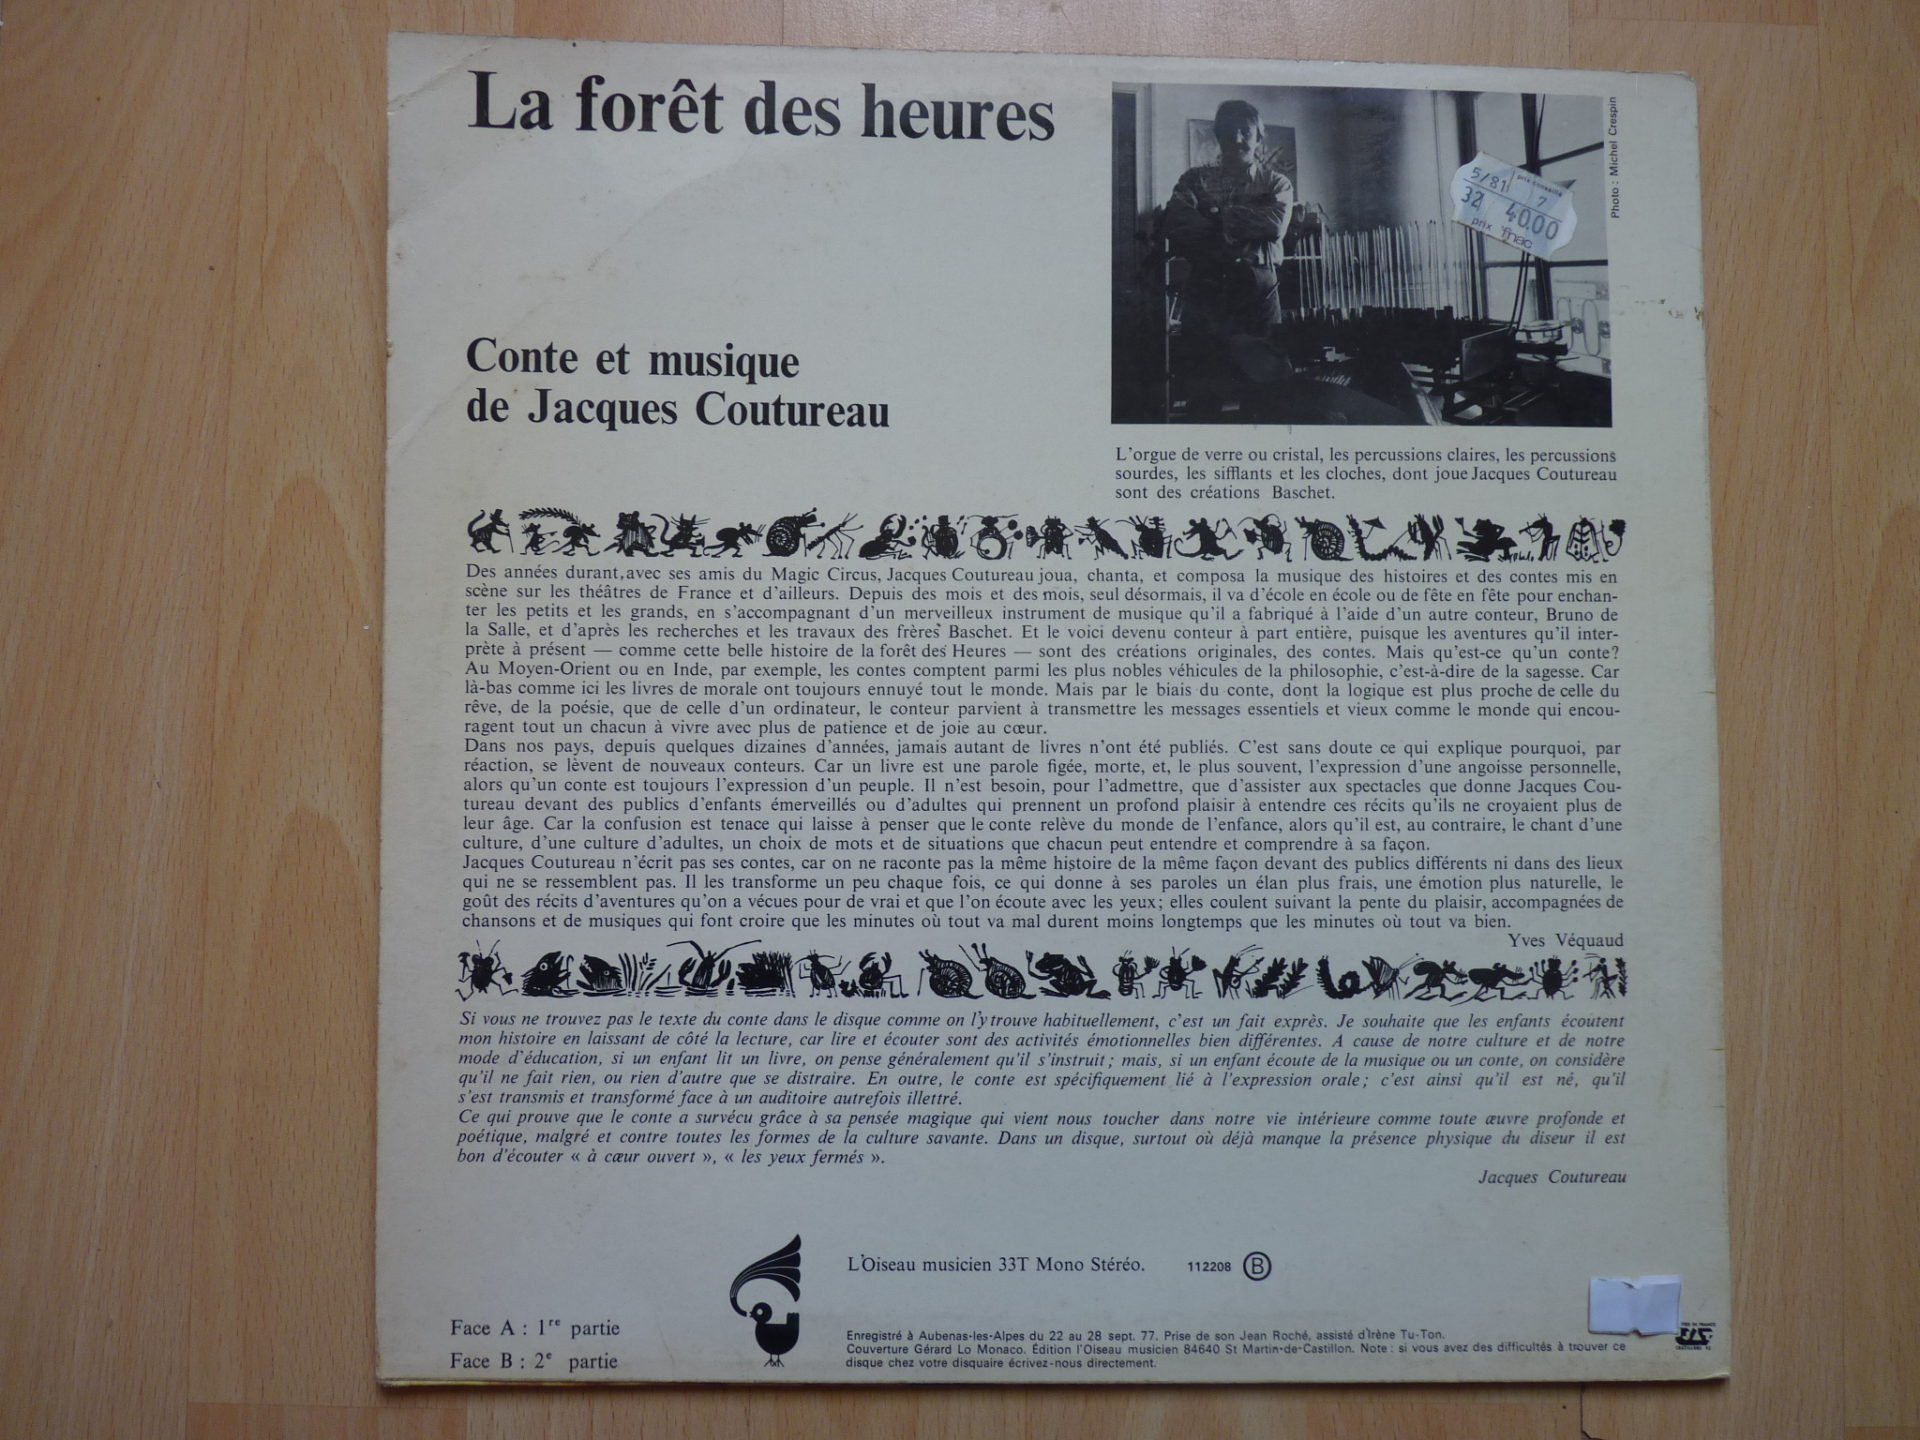 La forêt des heures
Photo : Michel Crespin
5/81 prix conseillé 7
32 40.00
prix fnac
Conte et musique
de Jacques Coutureau
L'orgue de verre ou cristal, les percussions claires, les percussions
sourdes, les sifflants et les cloches, dont joue Jacques Coutureau
sont des créations Baschet.
Des années durant, avec ses amis du Magic Circus, Jacques Coutureau joua, chanta, et composa la musique des histoires et des contes mis en
scène sur les théâtres de France et d'ailleurs. Depuis des mois et des mois, seul désormais, il va d'école en école ou de fête en fête pour enchan-
ter les petits et les grands, en s'accompagnant d'un merveilleux instrument de musique qu'il a fabriqué à l'aide d'un autre conteur, Bruno de
la Salle, et d'après les recherches et les travaux des frères Baschet. Et le voici devenu conteur à part entière, puisque les aventures qu'il inter-
prète à présent — comme cette belle histoire de la forêt des Heures — sont des créations originales, des contes. Mais qu'est-ce qu'un conte?
Au Moyen-Orient ou en Inde, par exemple, les contes comptent parmi les plus nobles véhicules de la philosophie, c'est-à-dire de la sagesse. Car
là-bas comme ici les livres de morale ont toujours ennuyé tout le monde. Mais par le biais du conte, dont la logique est plus proche de celle du
rêve, de la poésie, que de celle d'un ordinateur, le conteur parvient à transmettre les messages essentiels et vieux comme le monde qui encou-
ragent tout un chacun à vivre avec plus de patience et de joie au cœur.
Dans nos pays, depuis quelques dizaines d'années, jamais autant de livres n'ont été publiés. C'est sans doute ce qui explique pourquoi, par
réaction, se lèvent de nouveaux conteurs. Car un livre est une parole figée, morte, et, le plus souvent, l'expression d'une angoisse personnelle,
alors qu'un conte est toujours l'expression d'un peuple. Il n'est besoin, pour l'admettre, que d'assister aux spectacles que donne Jacques Cou-
tureau devant des publics d'enfants émerveillés ou d'adultes qui prennent un profond plaisir à entendre ces récits qu'ils ne croyaient plus de
leur âge. Car la confusion est tenace qui laisse à penser que le conte relève du monde de l'enfance, alors qu'il est, au contraire, le chant d'une
culture, d'une culture d'adultes, un choix de mots et de situations que chacun peut entendre et comprendre à sa façon.
Jacques Coutureau n'écrit pas ses contes, car on ne raconte pas la même histoire de la même façon devant des publics différents ni dans des lieux
qui ne se ressemblent pas. Il les transforme un peu chaque fois, ce qui donne à ses paroles un élan plus frais, une émotion plus naturelle, le
goût des récits d'aventures qu'on a vécues pour de vrai et que l'on écoute avec les yeux; elles coulent suivant la pente du plaisir, accompagnées de
chansons et de musiques qui font croire que les minutes où tout va mal durent moins longtemps que les minutes où tout va bien.
Yves Véquaud
Si vous ne trouvez pas le texte du conte dans le disque comme on l'y trouve habituellement, c'est un fait exprès. Je souhaite que les enfants écoutent
mon histoire en laissant de côté la lecture, car lire et écouter sont des activités émotionnelles bien différentes. A cause de notre culture et de notre
mode d'éducation, si un enfant lit un livre, on pense généralement qu'il s'instruit ; mais, si un enfant écoute de la musique ou un conte, on considère
qu'il ne fait rien, ou rien d'autre que se distraire. En outre, le conte est spécifiquement lié à l'expression orale ; c'est ainsi qu'il est né, qu'il
s'est transmis et transformé face à un auditoire autrefois illettré.
Ce qui prouve que le conte a survécu grâce à sa pensée magique qui vient nous toucher dans notre vie intérieure comme toute œuvre profonde et
poétique, malgré et contre toutes les formes de la culture savante. Dans un disque, surtout où déjà manque la présence physique du diseur il est
bon d'écouter « à cœur ouvert », « les yeux fermés ».
Jacques Coutureau
L'Oiseau musicien 33T Mono Stéréo. 112208 B
Face A : 1re partie
Face B : 2e partie
Enregistré à Aubenas-les-Alpes du 22 au 28 sept. 77. Prise de son Jean Roché, assisté d'Irène Tu-Ton.
Couverture Gérard Lo Monaco. Édition l'Oiseau musicien 84640 St Martin-de-Castillon. Note : si vous avez des difficultés à trouver ce
disque chez votre disquaire écrivez-nous directement.